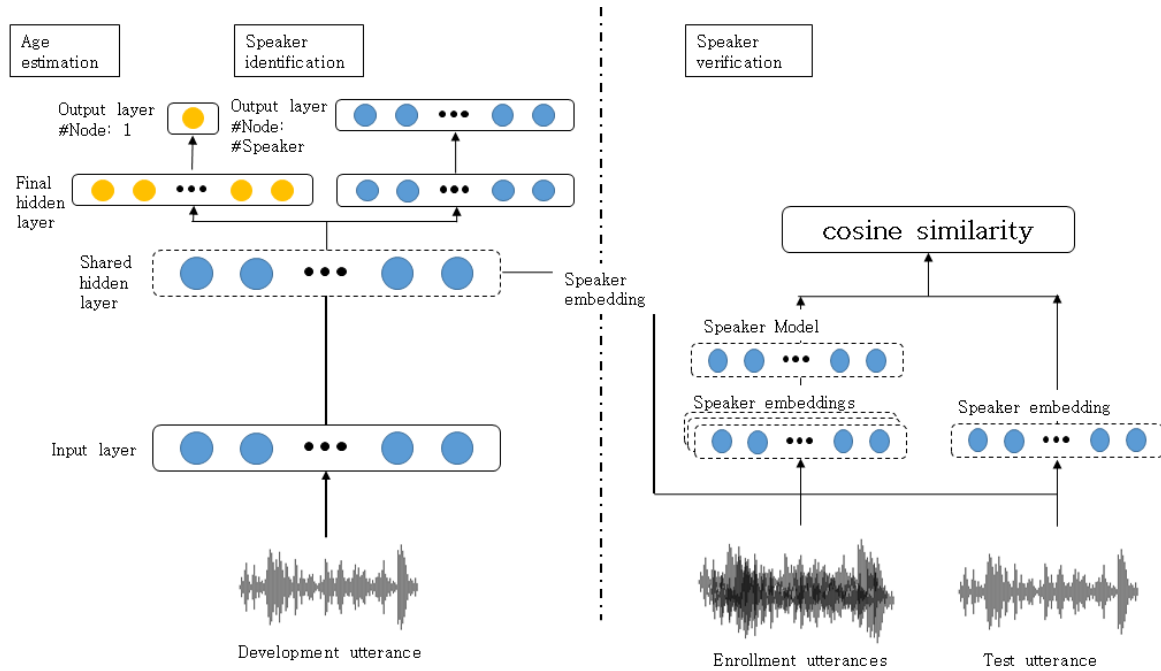 Age
estimation
Speaker
identification
Speaker
verification
Output layer
#Node: 1
Output layer
#Node:
#Speaker
Final
hidden
layer
cosine similarity
Shared
hidden
layer
Speaker
embedding
Speaker Model
Speaker embeddings
Speaker embedding
Input layer
Development utterance
Enrollment utterances
Test utterance